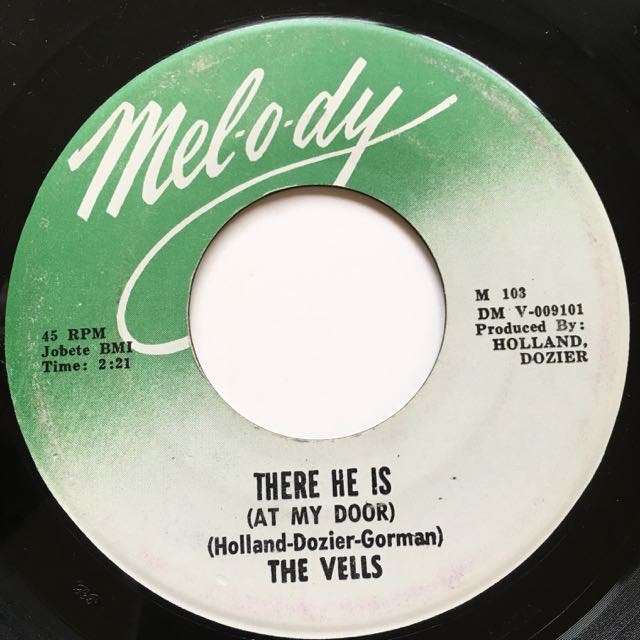 Mel-o-dy
45 RPM
Jobete BMI
Time: 2:21
M 103
DM V-009101
Produced By:
HOLLAND,
DOZIER
THERE HE IS
(AT MY DOOR)
(Holland-Dozier-Gorman)
THE VELLS